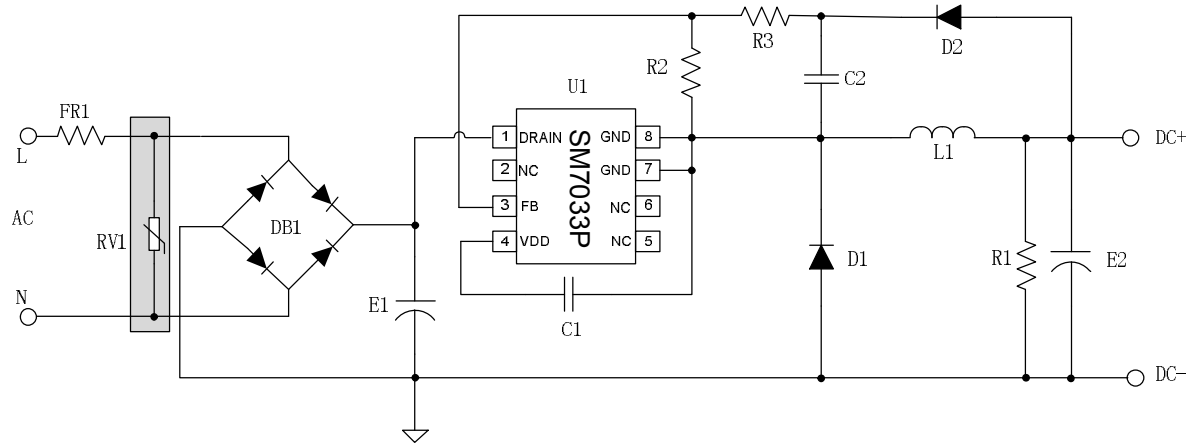 R3
D2
R2
C2
U1
FR1
L
1 DRAIN GND 8
2 NC GND 7
3 FB NC 6
4 VDD NC 5
SM7033P
L1
DC+
AC
RV1
DB1
N
E1
C1
D1
R1
E2
DC-